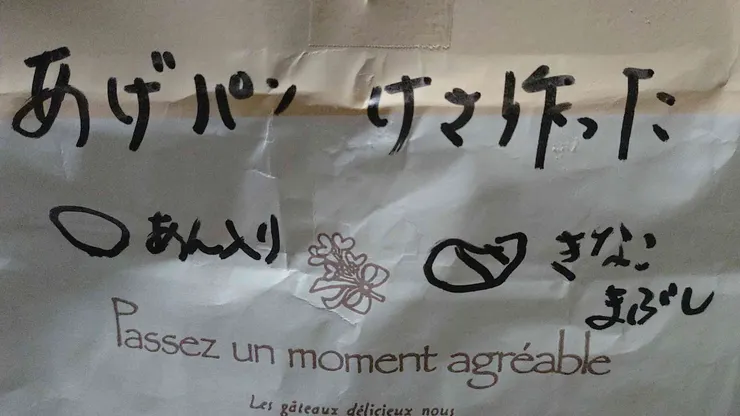 あげパン けさ作った
あん入り
きなこ
まぶし
Passez un moment agréable
Les gâteaux délicieux nous